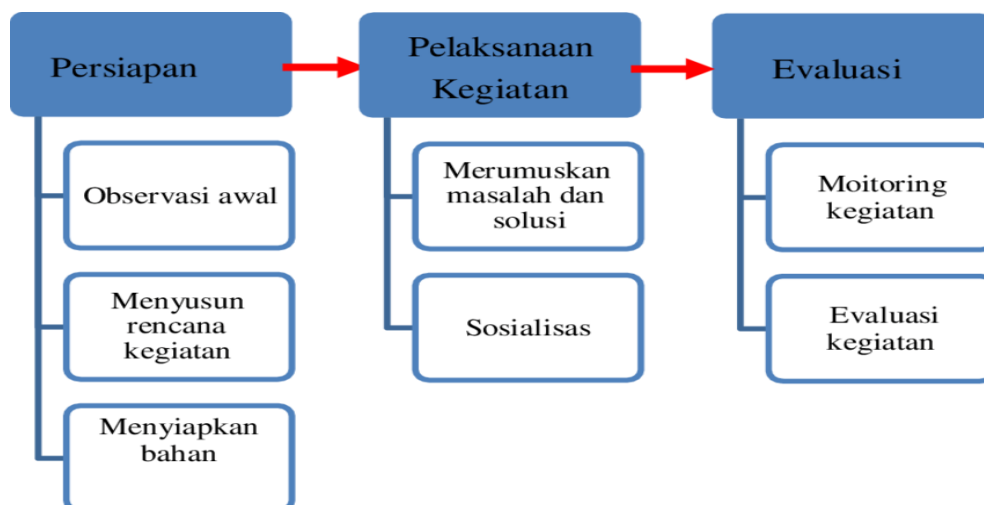 Persiapan
Pelaksanaan
Kegiatan
Evaluasi
Observasi awal
Menyusun
rencana
kegiatan
Menyiapkan
bahan
Merumuskan
masalah dan
solusi
Sosialisas
Moitoring
kegiatan
Evaluasi
kegiatan